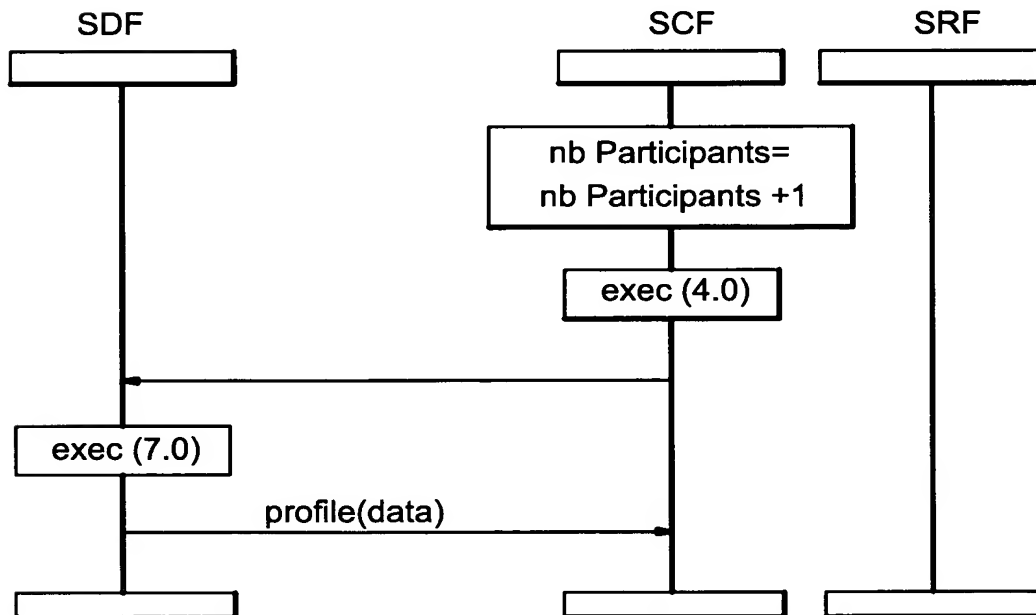 SDF
SCF
SRF
nb Participants=
nb Participants +1
exec (4.0)
exec (7.0)
profile(data)